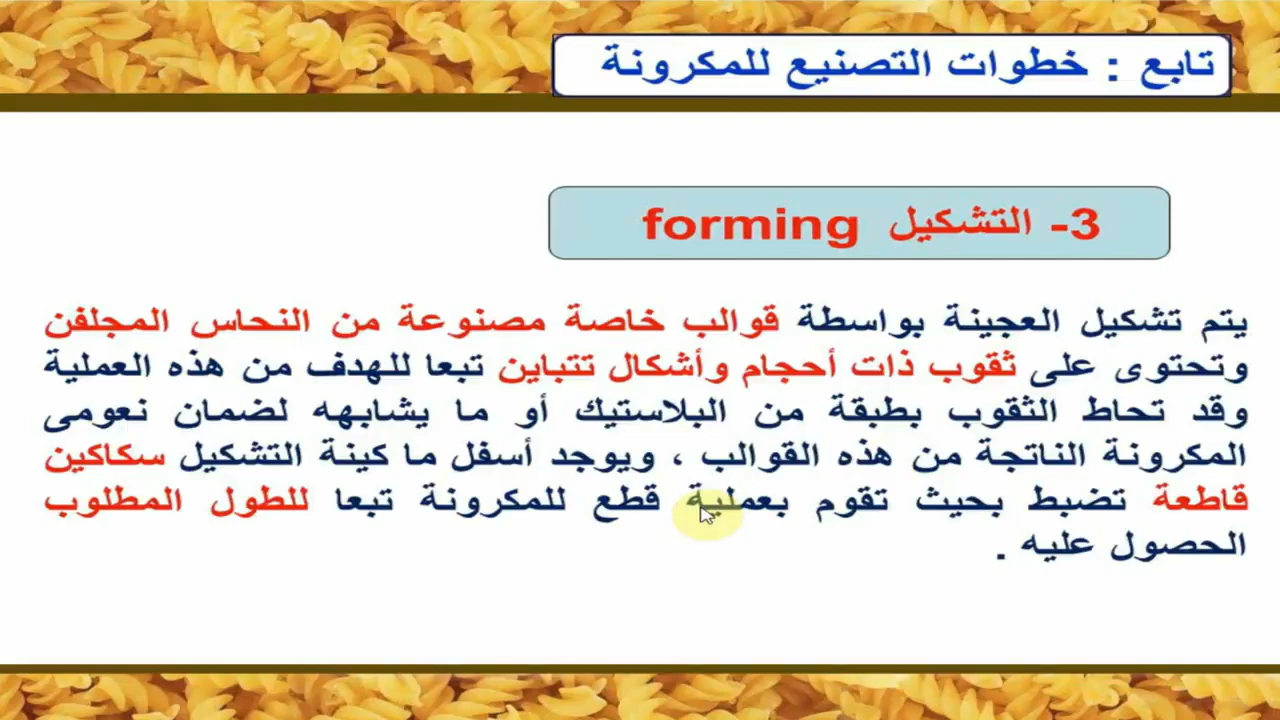 تابع : خطوات التصنيع للمكرونة
3- التشكيل forming
يتم تشكيل العجينة بواسطة قوالب خاصة مصنوعة من النحاس المجلفن
وتحتوى على ثقوب ذات أحجام وأشكال تتباين تبعا للهدف من هذه العملية
وقد تحاط الثقوب بطبقة من البلاستيك أو ما يشابهه لضمان نعومى
المكرونة الناتجة من هذه القوالب ، ويوجد أسفل ما كينة التشكيل سكاكين
قاطعة تضبط بحيث تقوم بعملية قطع للمكرونة تبعا للطول المطلوب
الحصول عليه .